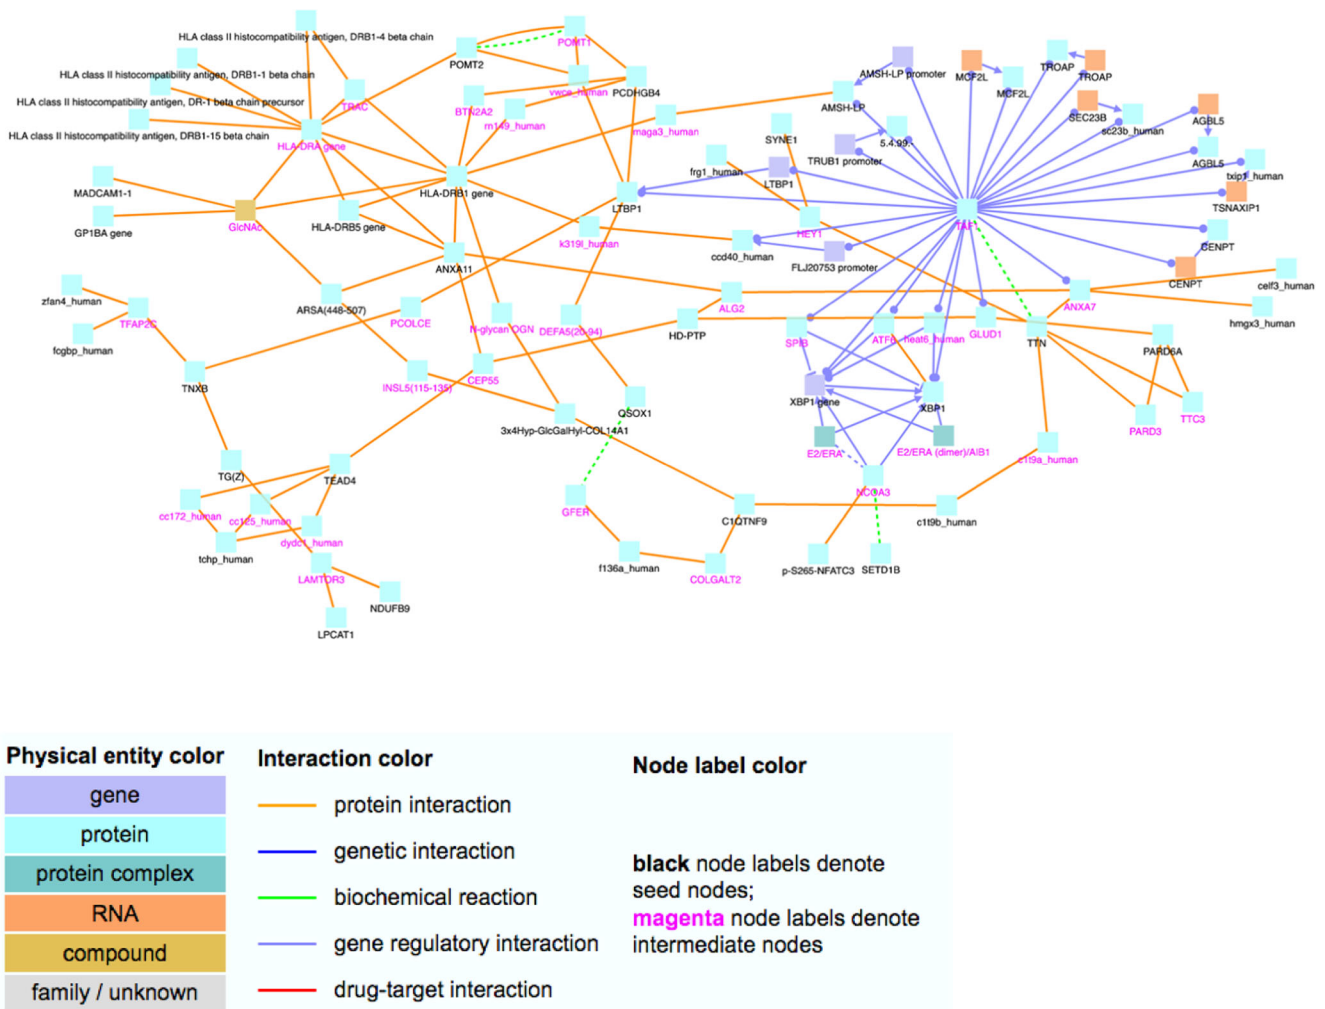 HLA class II histocompatibility antigen, DRB1-4 beta chain
POMT1
POMT2
TROAP
TROAP
AMSH-LP promoter
MCF2L
MCF2L
HLA class II histocompatibility antigen, DRB1-1 beta chain
vwce_human
PCDHGB4
AMSH-LP
HLA class II histocompatibility antigen, DR-1 beta chain precursor
TRAC
BTN2A2
rn149_human
maga3_human
SEC23B
sc23b_human
AGBL5
HLA class II histocompatibility antigen, DRB1-15 beta chain
HLA-DRA gene
SYNE1
5.4.99.-
TRUB1 promoter
AGBL5
frg1_human
LTBP1
txip1_human
MADCAM1-1
HLA-DRB1 gene
LTBP1
TSNAXIP1
GP1BA gene
GlcNAc
HLA-DRB5 gene
HEY1
TAF1
k319l_human
ccd40_human
FLJ20753 promoter
CENPT
ANXA11
CENPT
celf3_human
zfan4_human
ARSA(448-507)
PCOLCE
N-glycan OGN
DEFA5(20-94)
ALG2
ANXA7
hmgx3_human
TFAP2C
HD-PTP
SPIB
ATF6
heat6_human
GLUD1
TTN
PARD6A
fcgbp_human
TNXB
INSL5(115-135)
CEP55
QSOX1
XBP1 gene
XBP1
3x4Hyp-GlcGalHyl-COL14A1
PARD3
TTC3
E2/ERA
E2/ERA (dimer)/AIB1
c1t9a_human
TG(Z)
TEAD4
NCOA3
cc172_human
cc125_human
GFER
C1QTNF9
c1t9b_human
tchp_human
dydc1_human
f136a_human
COLGALT2
p-S265-NFATC3
SETD1B
LAMTOR3
NDUFB9
LPCAT1
Physical entity color
gene
protein
protein complex
RNA
compound
family / unknown
Interaction color
protein interaction
genetic interaction
biochemical reaction
gene regulatory interaction
drug-target interaction
Node label color
black node labels denote
seed nodes;
magenta node labels denote
intermediate nodes